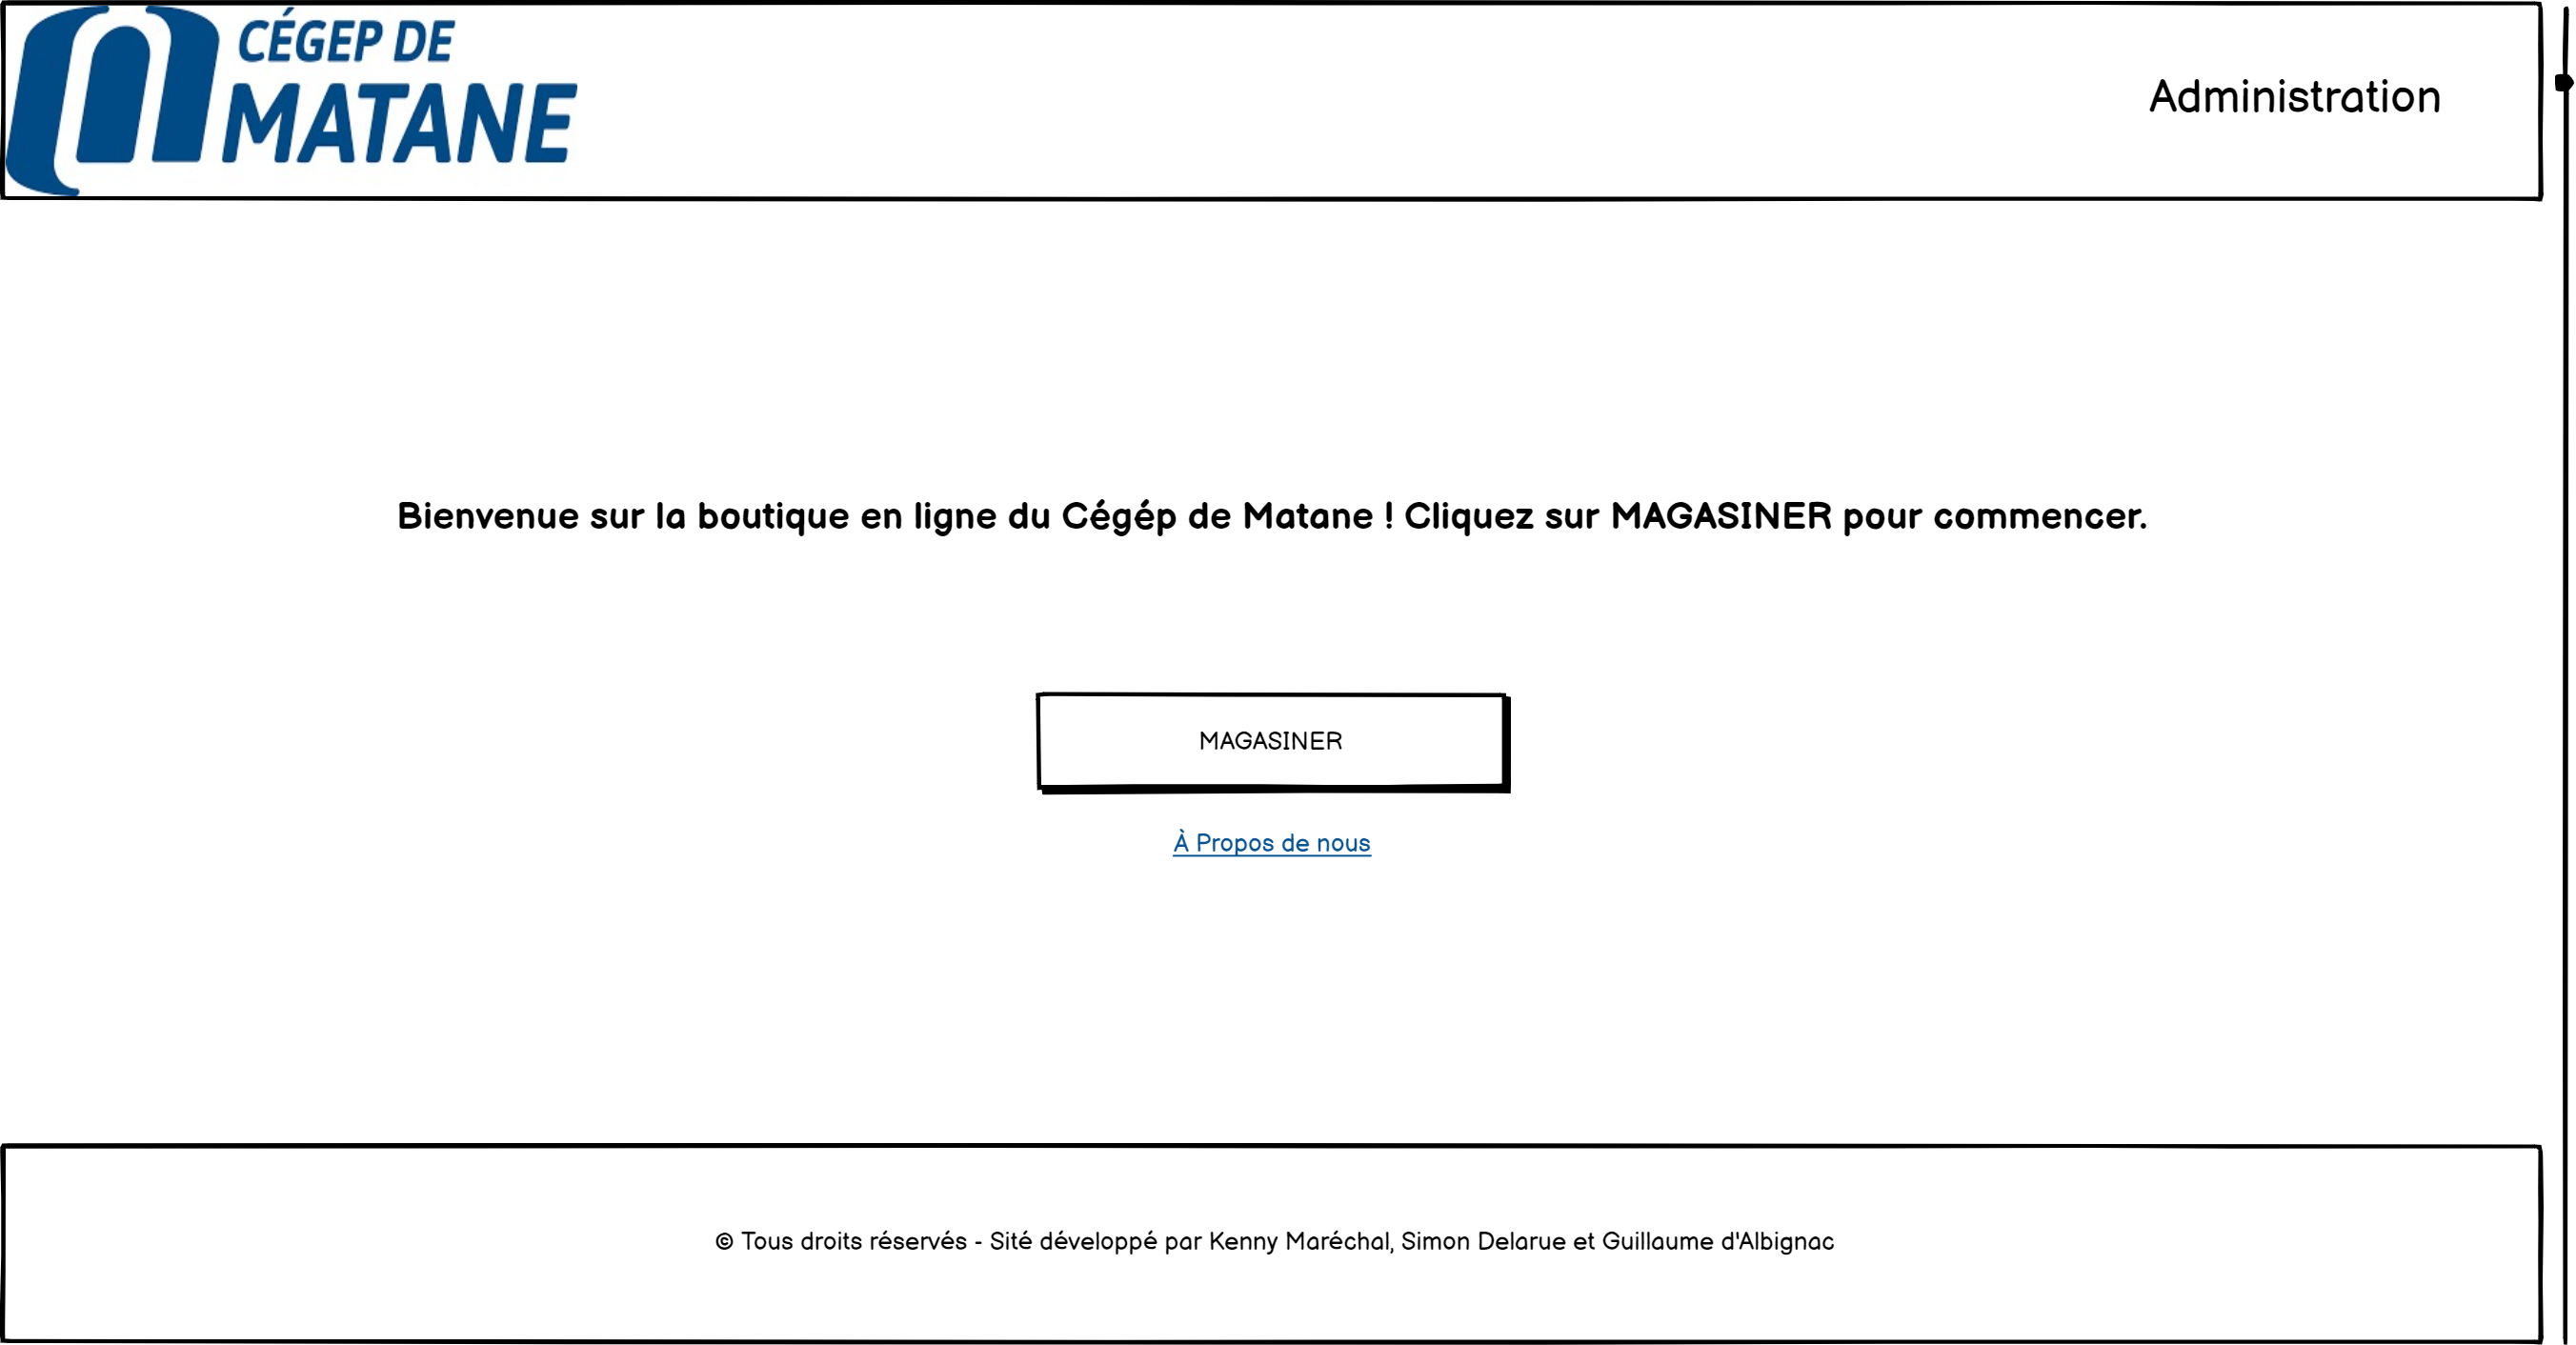 CÉGEP DE
MATANE
Administration
Bienvenue sur la boutique en ligne du Cégép de Matane ! Cliquez sur MAGASINER pour commencer.
MAGASINER
À Propos de nous
© Tous droits réservés - Sité développé par Kenny Maréchal, Simon Delarue et Guillaume d'Albignac